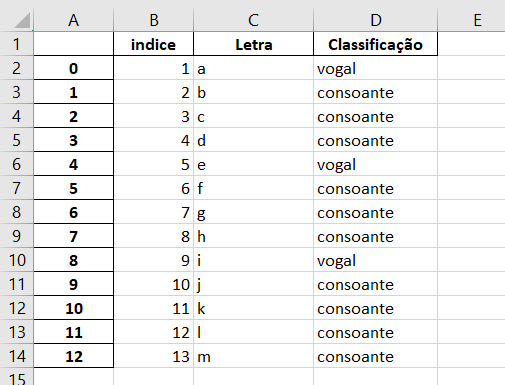 A B C D E
1 indice Letra Classificação
2 0 1 a vogal
3 1 2 b consoante
4 2 3 c consoante
5 3 4 d consoante
6 4 5 e vogal
7 5 6 f consoante
8 6 7 g consoante
9 7 8 h consoante
10 8 9 i vogal
11 9 10 j consoante
12 10 11 k consoante
13 11 12 l consoante
14 12 13 m consoante
15